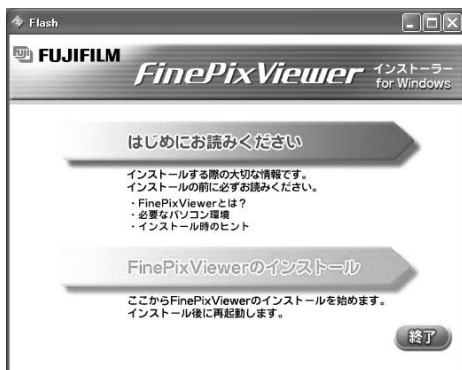 Flash
FUJIFILM
FinePixViewer インストーラー
for Windows
はじめにお読みください
インストールする際の大切な情報です。
インストールの前に必ずお読みください。
・FinePixViewerとは？
・必要なパソコン環境
・インストール時のヒント
FinePixViewerのインストール
ここからFinePixViewerのインストールを始めます。
インストール後に再起動します。
終了